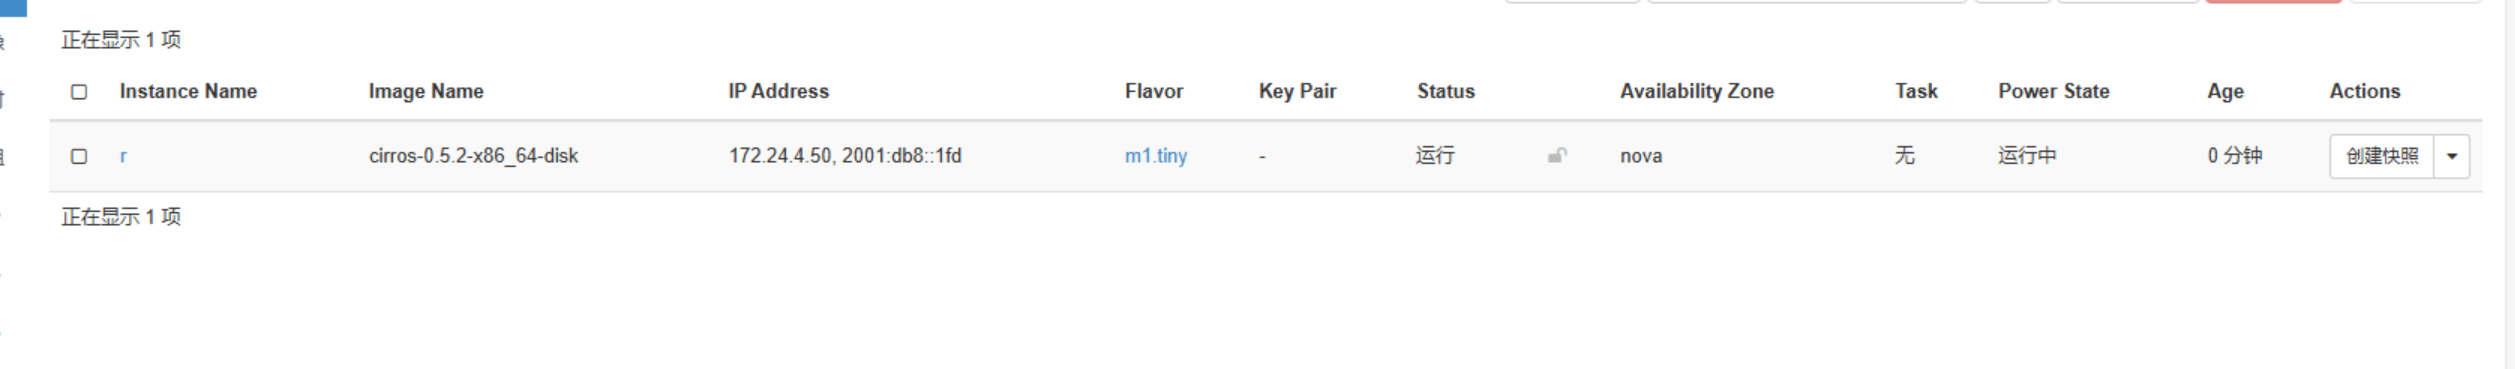 正在显示 1 项
Instance Name Image Name IP Address Flavor Key Pair Status Availability Zone Task Power State Age Actions
r cirros-0.5.2-x86_64-disk 172.24.4.50, 2001:db8::1fd m1.tiny - 运行 nova 无 运行中 0 分钟 创建快照
正在显示 1 项